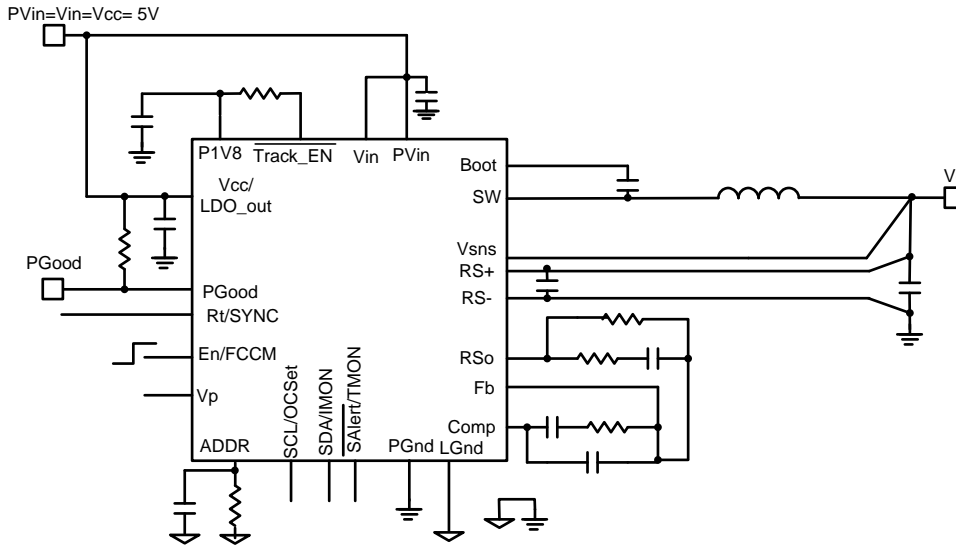 PVin=Vin=Vcc= 5V
P1V8
Track_EN
Vin
PVin
Boot
Vcc/
LDO_out
SW
V
Vsns
PGood
RS+
PGood
RS-
Rt/SYNC
En/FCCM
RSo
Vp
Fb
SCL/OCSet
SDA/IMON
SAlert/TMON
Comp
ADDR
PGnd
LGnd